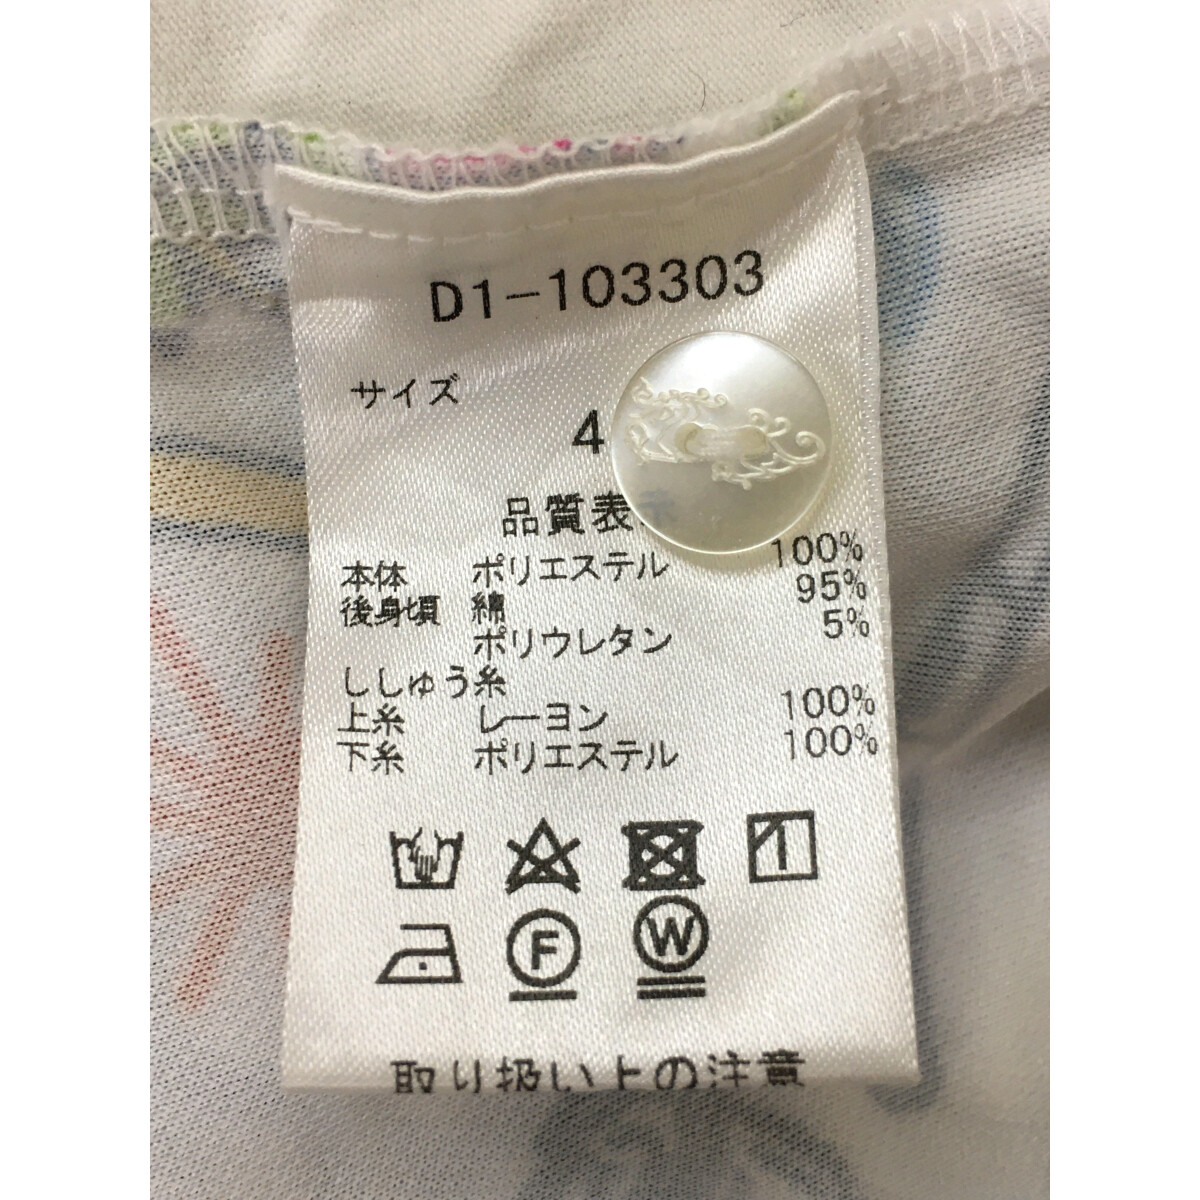 D1-103303
サイズ
4
品質表
本体 ポリエステル 100%
後身頃 綿 95%
ポリウレタン 5%
ししゅう糸
上糸 レーヨン 100%
下糸 ポリエステル 100%
F W
取り扱い上の注意